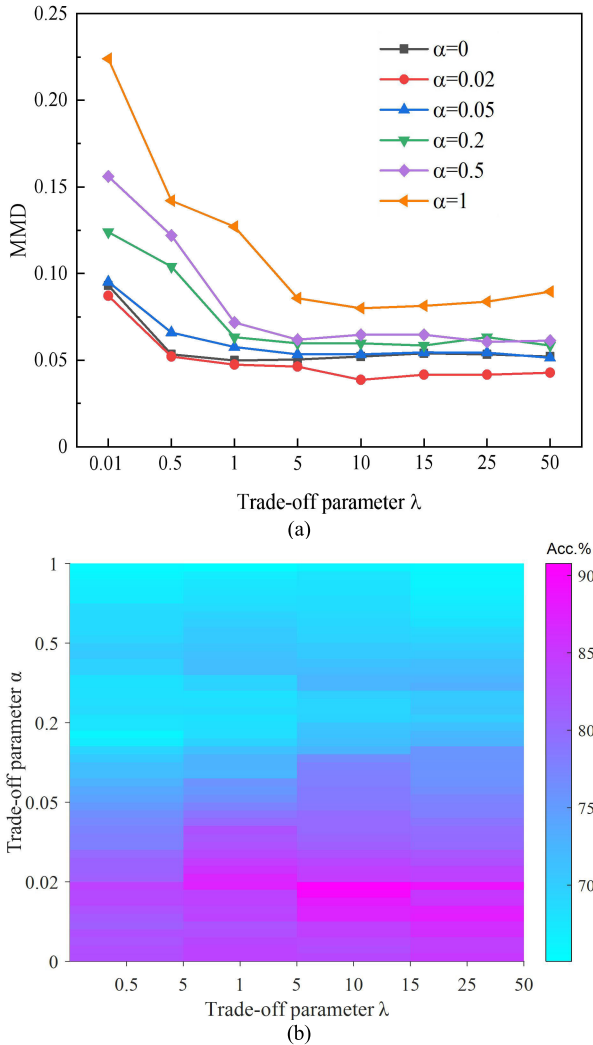 0.25
0.20
0.15
0.10
0.05
0
MMD
α=0
α=0.02
α=0.05
α=0.2
α=0.5
α=1
0.01 0.5 1 5 10 15 25 50
Trade-off parameter λ
(a)
Acc.%
1
0.5
0.2
0.05
0.02
0
Trade-off parameter α
90
85
80
75
70
0.5 5 1 5 10 15 25 50
Trade-off parameter λ
(b)